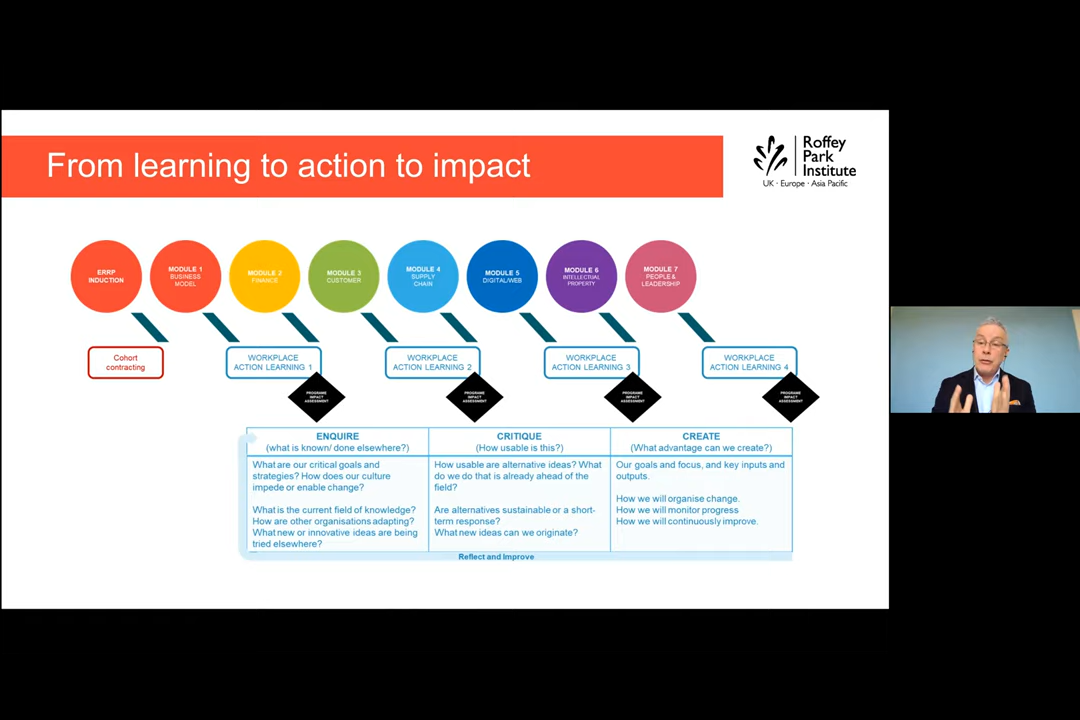 From learning to action to impact
Roffey
Park
Institute
UK · Europe · Asia Pacific
ERRP
INDUCTION
MODULE 1
BUSINESS
MODEL
MODULE 2
FINANCE
MODULE 3
CUSTOMER
MODULE 4
SUPPLY
CHAIN
MODULE 5
DIGITAL/WEB
MODULE 6
INTELLECTUAL
PROPERTY
MODULE 7
PEOPLE &
LEADERSHIP
Cohort
contracting
WORKPLACE
ACTION LEARNING 1
WORKPLACE
ACTION LEARNING 2
WORKPLACE
ACTION LEARNING 3
WORKPLACE
ACTION LEARNING 4
PROGRAME
IMPACT
ASSESSMENT
PROGRAME
IMPACT
ASSESSMENT
PROGRAME
IMPACT
ASSESSMENT
PROGRAME
IMPACT
ASSESSMENT
ENQUIRE
(what is known/ done elsewhere?)
What are our critical goals and
strategies? How does our culture
impede or enable change?
What is the current field of knowledge?
How are other organisations adapting?
What new or innovative ideas are being
tried elsewhere?
CRITIQUE
(How usable is this?)
How usable are alternative ideas? What
do we do that is already ahead of the
field?
Are alternatives sustainable or a short-
term response?
What new ideas can we originate?
CREATE
(What advantage can we create?)
Our goals and focus, and key inputs and
outputs.
How we will organise change.
How we will monitor progress
How we will continuously improve.
Reflect and Improve